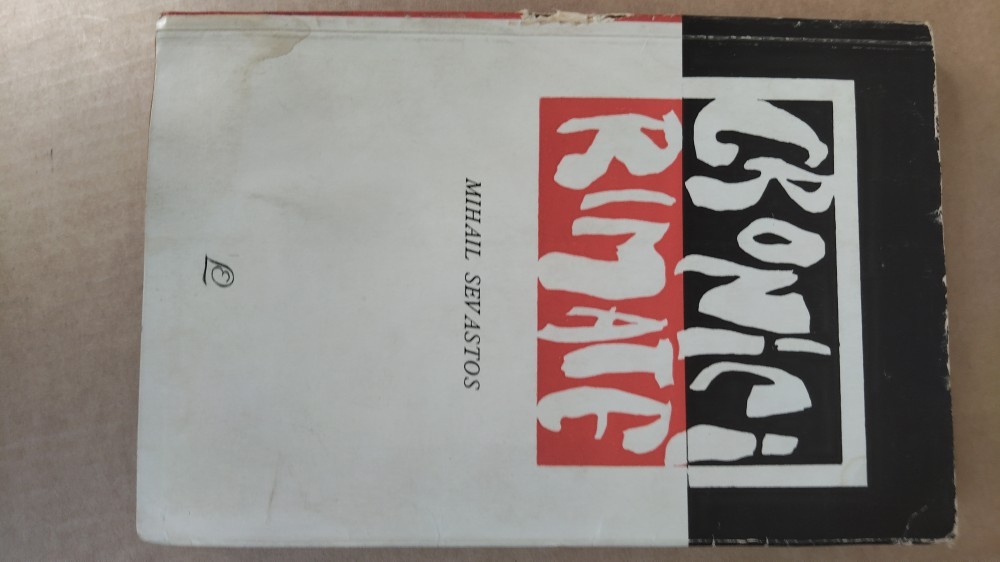 CRONICI
RIMATE
MIHAIL SEVASTOS